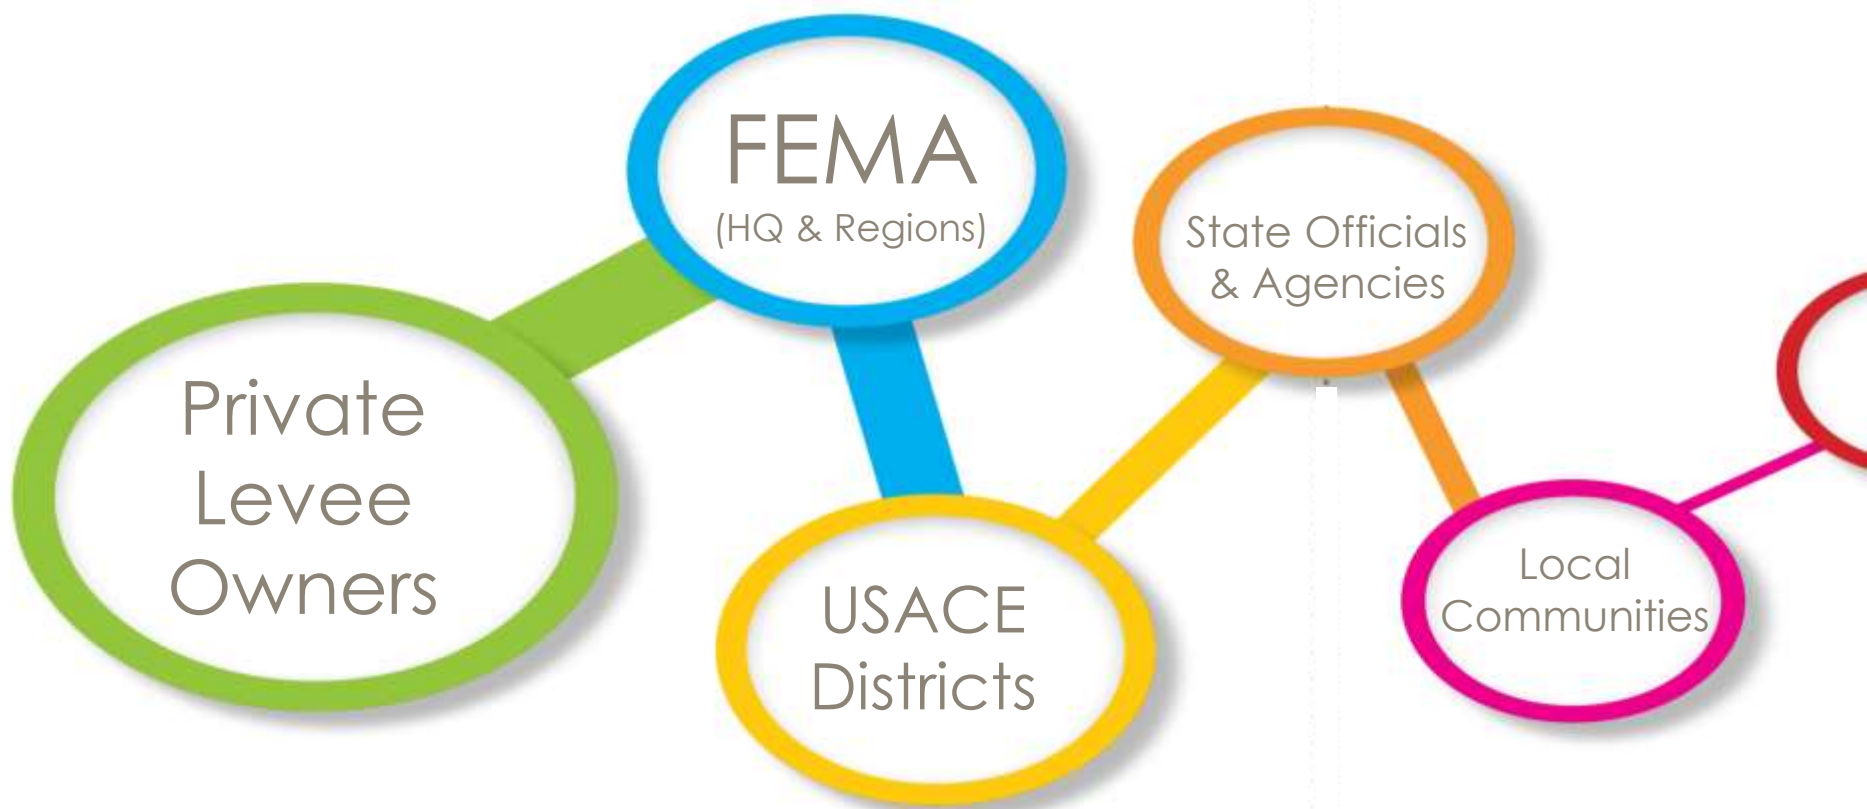 Private
Levee
Owners
FEMA
(HQ & Regions)
USACE
Districts
State Officials
& Agencies
Local
Communities